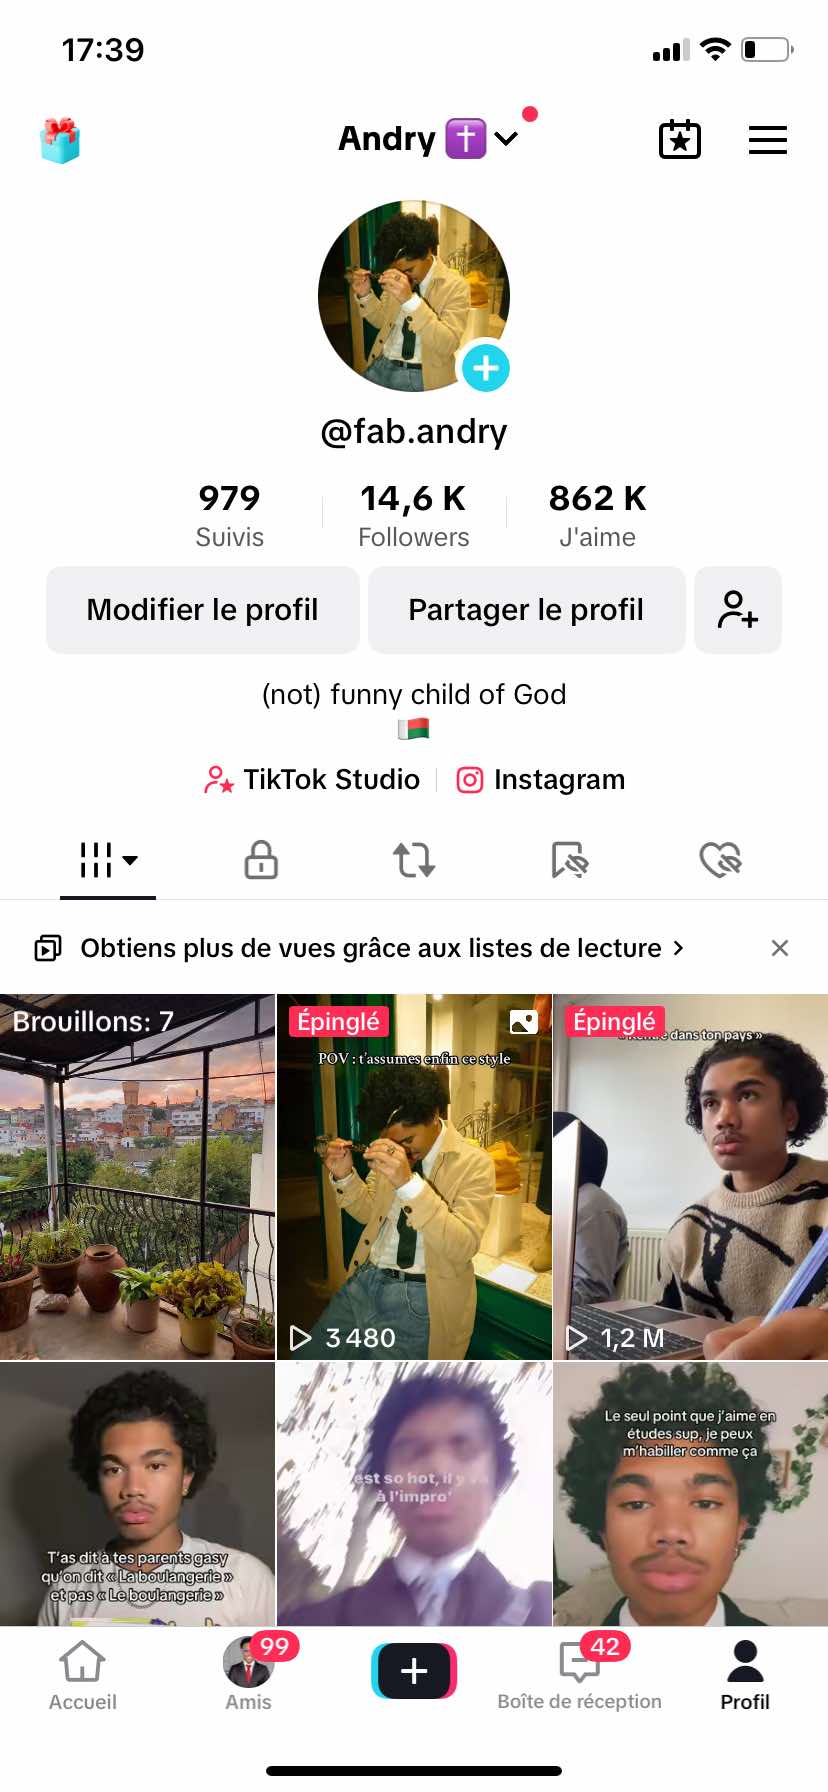 17:39
Andry
@fab.andry
979
Suivis
14,6 K
Followers
862 K
J'aime
Modifier le profil
Partager le profil
(not) funny child of God
TikTok Studio
Instagram
Obtiens plus de vues grâce aux listes de lecture
Brouillons: 7
Épinglé
POV : t'assumes enfin ce style
3 480
Épinglé
dans ton pays »
1,2 M
T'as dit à tes parents gasy
qu'on dit « La boulangerie »
et pas « Le boulangerie »
est so hot, il y
à l'impro'
Le seul point que j'aime en
études sup, je peux
m'habiller comme ça
Accueil
99
Amis
42
Boîte de réception
Profil